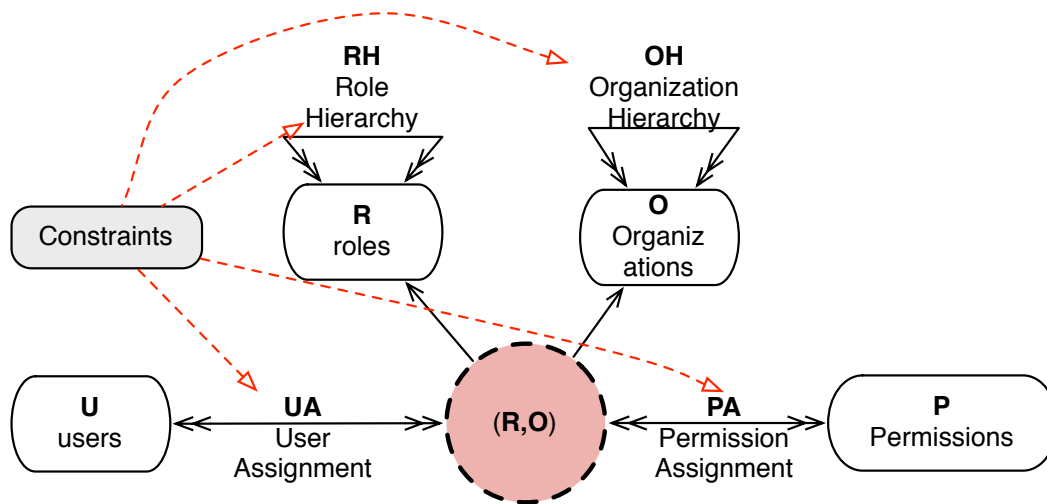 RH
Role
Hierarchy
OH
Organization
Hierarchy
Constraints
R
roles
O
Organiz
ations
U
users
UA
User
Assignment
(R,O)
PA
Permission
Assignment
P
Permissions